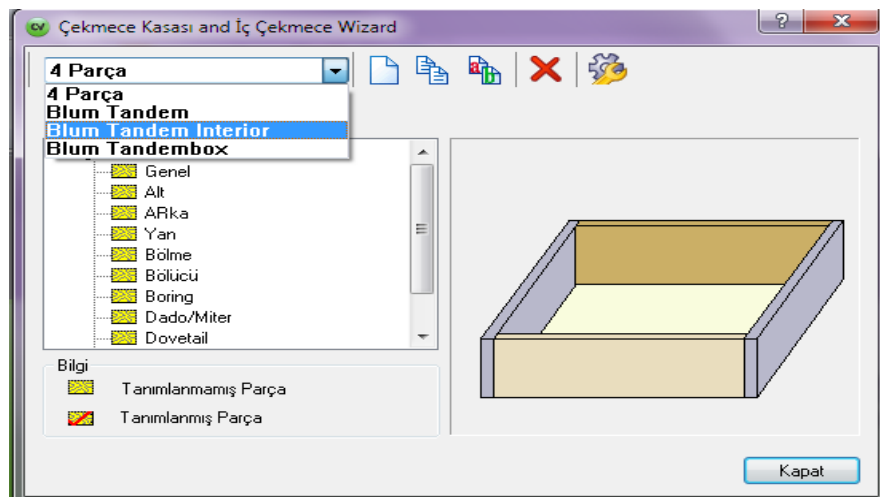 Çekmece Kasası and İç Çekmece Wizard
4 Parça
4 Parça
Blum Tandem
Blum Tandem Interior
Blum Tandembox
Genel
Alt
ARka
Yan
Bölme
Bölücü
Boring
Dado/Miter
Dovetail
Bilgi
Tanımlanmamış Parça
Tanımlanmış Parça
Kapat